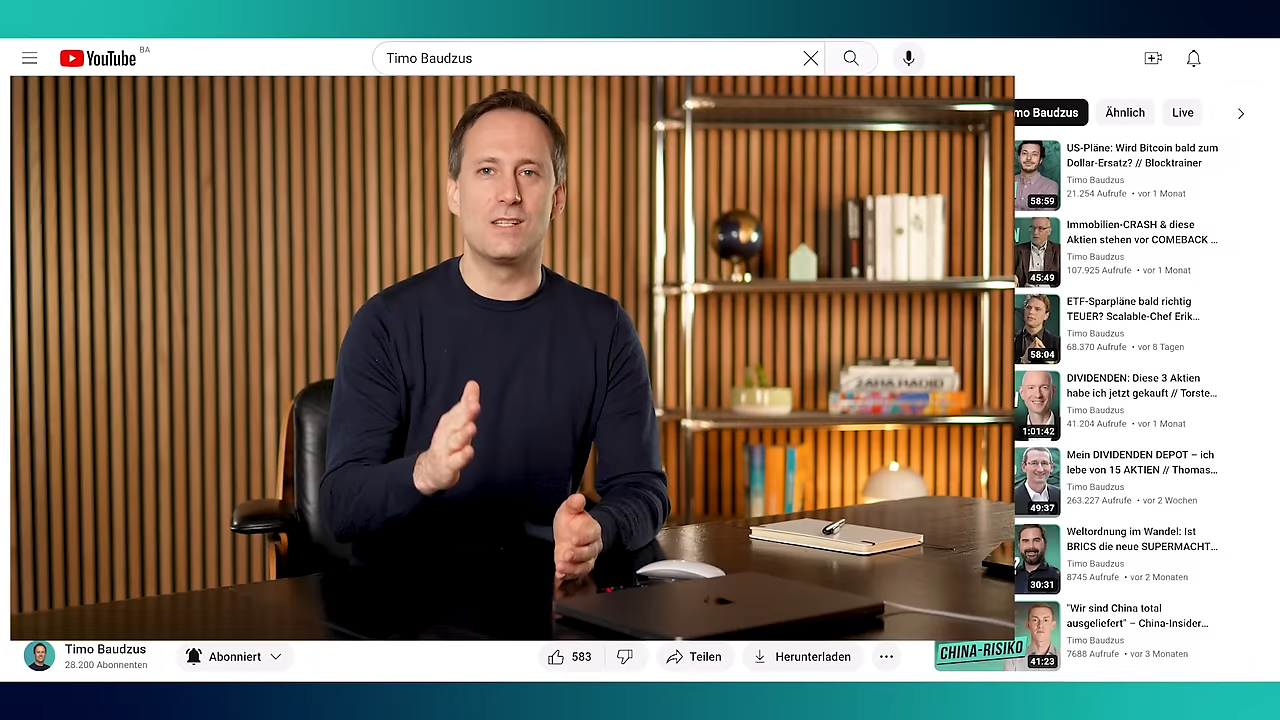 YouTube BA
Timo Baudzus
mo Baudzus
Ähnlich
Live
US-Pläne: Wird Bitcoin bald zum
Dollar-Ersatz? // Blocktrainer
Timo Baudzus
21.254 Aufrufe • vor 1 Monat
58:59
Immobilien-CRASH & diese
Aktien stehen vor COMEBACK ...
Timo Baudzus
107.925 Aufrufe • vor 1 Monat
45:49
ETF-Sparpläne bald richtig
TEUER? Scalable-Chef Erik...
Timo Baudzus
68.370 Aufrufe • vor 8 Tagen
58:04
DIVIDENDEN: Diese 3 Aktien
habe ich jetzt gekauft // Torste...
Timo Baudzus
41.204 Aufrufe • vor 1 Monat
1:01:42
Mein DIVIDENDEN DEPOT – ich
lebe von 15 AKTIEN // Thomas...
Timo Baudzus
263.227 Aufrufe • vor 2 Wochen
49:37
Weltordnung im Wandel: Ist
BRICS die neue SUPERMACHT...
Timo Baudzus
8745 Aufrufe • vor 2 Monaten
30:31
"Wir sind China total
ausgeliefert" – China-Insider...
Timo Baudzus
7688 Aufrufe • vor 3 Monaten
CHINA-RISIKO
41:23
ZAHA HADID
Timo Baudzus
28.200 Abonnenten
Abonniert
583
Teilen
Herunterladen